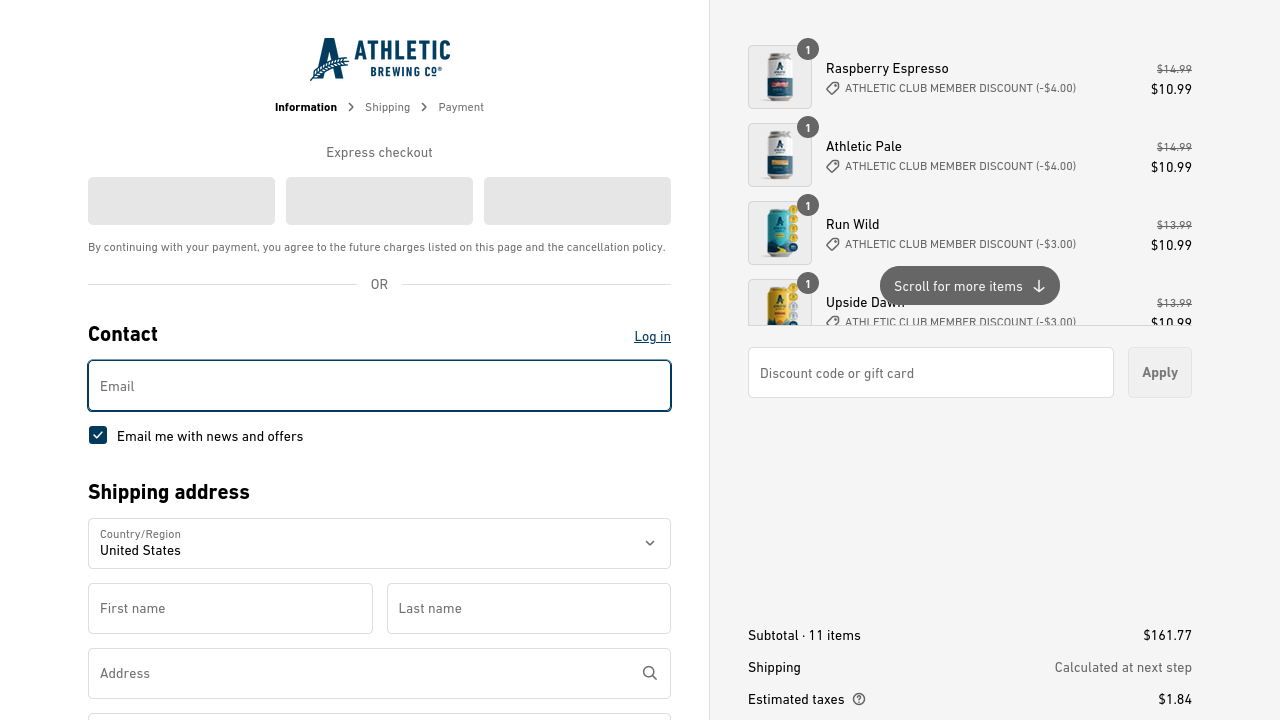 ATHLETIC
BREWING CO®
Information
Shipping
Payment
Express checkout
By continuing with your payment, you agree to the future charges listed on this page and the cancellation policy.
OR
Contact
Log in
Email
Email me with news and offers
Shipping address
Country/Region
United States
First name
Last name
Address
1
Raspberry Espresso
$14.99
ATHLETIC CLUB MEMBER DISCOUNT (-$4.00)
$10.99
1
Athletic Pale
$14.99
ATHLETIC CLUB MEMBER DISCOUNT (-$4.00)
$10.99
1
Run Wild
$13.99
ATHLETIC CLUB MEMBER DISCOUNT (-$3.00)
$10.99
1
Upside Dawn
$13.99
ATHLETIC CLUB MEMBER DISCOUNT (-$3.00)
$10.99
Scroll for more items
Discount code or gift card
Apply
Subtotal · 11 items
$161.77
Shipping
Calculated at next step
Estimated taxes
$1.84